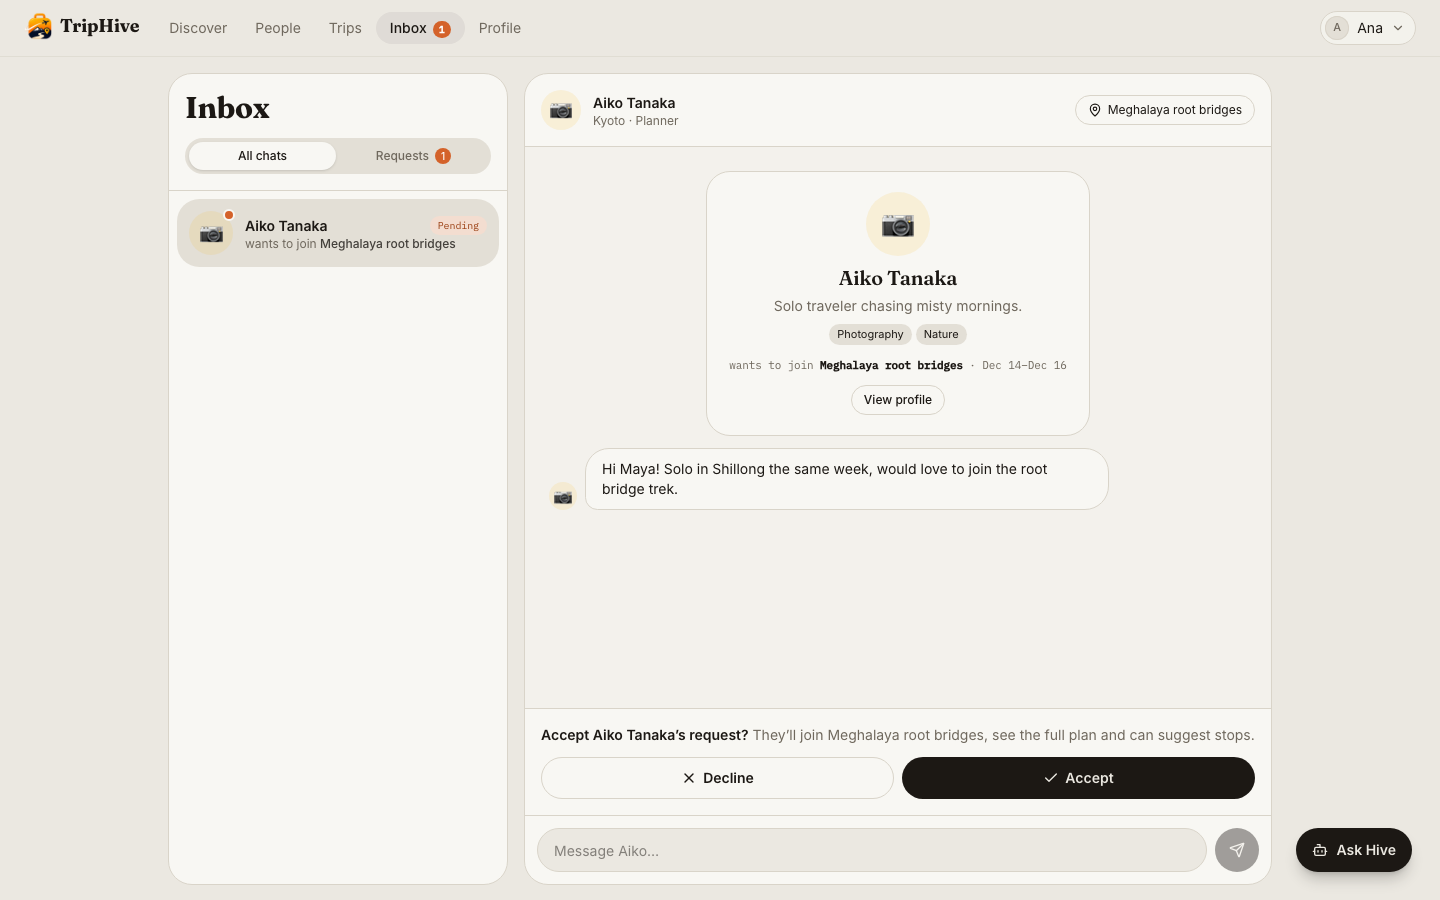 TripHive
Discover
People
Trips
Inbox 1
Profile
A Ana
Inbox
All chats
Requests 1
Aiko Tanaka
Pending
wants to join Meghalaya root bridges
Aiko Tanaka
Kyoto · Planner
Meghalaya root bridges
Aiko Tanaka
Solo traveler chasing misty mornings.
Photography
Nature
wants to join Meghalaya root bridges · Dec 14–Dec 16
View profile
Hi Maya! Solo in Shillong the same week, would love to join the root
bridge trek.
Accept Aiko Tanaka’s request? They’ll join Meghalaya root bridges, see the full plan and can suggest stops.
Decline
Accept
Message Aiko...
Ask Hive